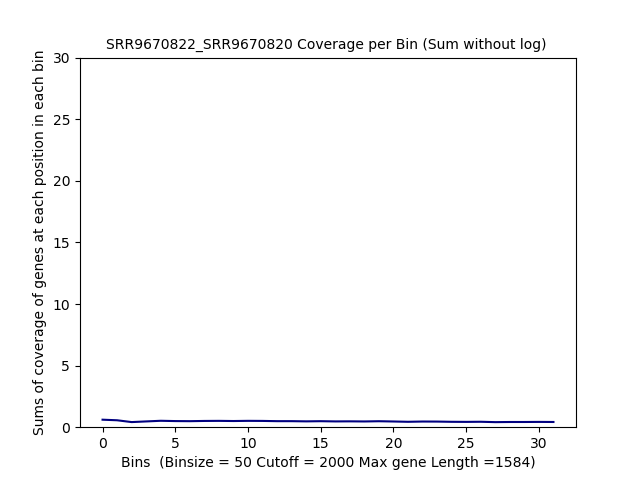 SRR9670822_SRR9670820 Coverage per Bin (Sum without log)
Sums of coverage of genes at each position in each bin
30
25
20
15
10
5
0
0 5 10 15 20 25 30
Bins  (Binsize = 50 Cutoff = 2000 Max gene Length =1584)